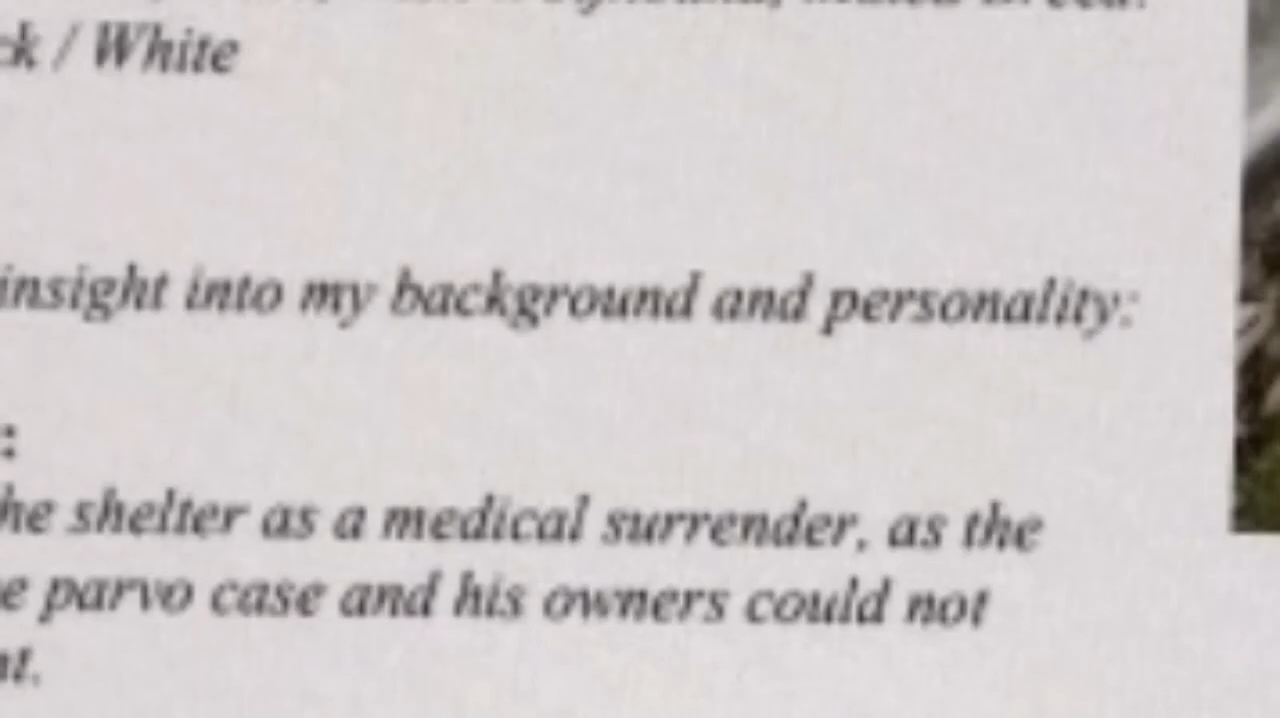 ck / White
insight into my background and personality:
:
he shelter as a medical surrender, as the
e parvo case and his owners could not
nt.